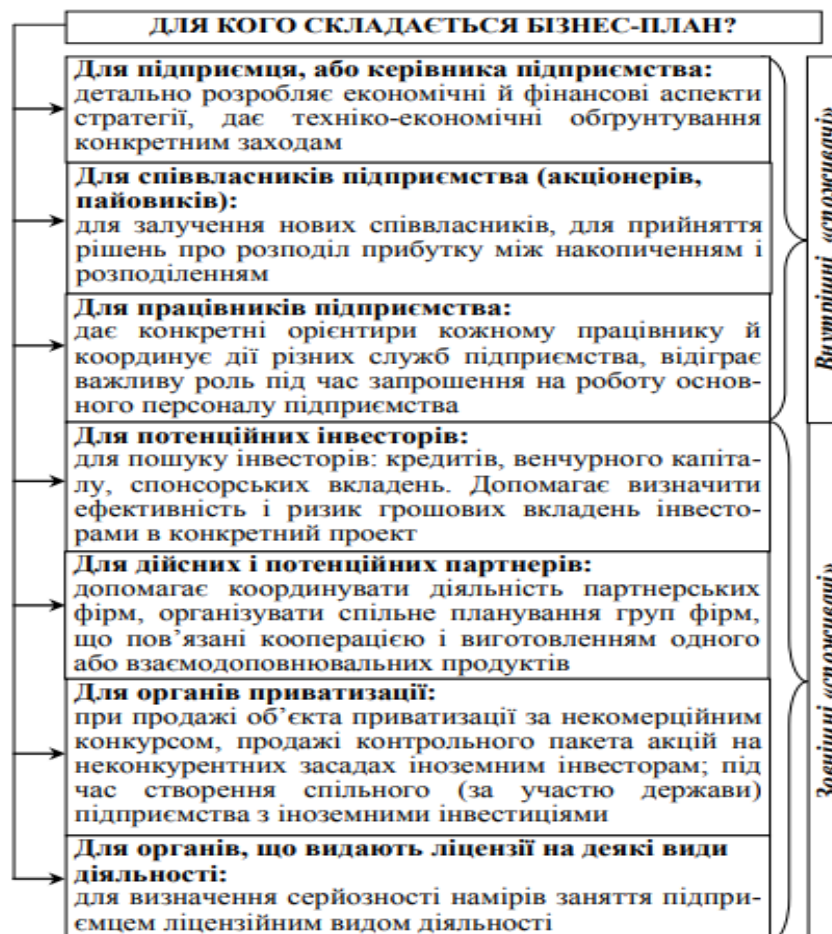 ДЛЯ КОГО СКЛАДАЄТЬСЯ БІЗНЕС-ПЛАН?
Для підприємця, або керівника підприємства:
детально розробляє економічні й фінансові аспекти
стратегії, дає техніко-економічні обґрунтування
конкретним заходам
Для співвласників підприємства (акціонерів,
пайовиків):
для залучення нових співвласників, для прийняття
рішень про розподіл прибутку між накопиченням і
розподіленням
Для працівників підприємства:
дає конкретні орієнтири кожному працівнику й
координує дії різних служб підприємства, відіграє
важливу роль під час запрошення на роботу основ-
ного персоналу підприємства
Внутрішні «споживачі»
Для потенційних інвесторів:
для пошуку інвесторів: кредитів, венчурного капіта-
лу, спонсорських вкладень. Допомагає визначити
ефективність і ризик грошових вкладень інвесто-
рами в конкретний проект
Для дійсних і потенційних партнерів:
допомагає координувати діяльність партнерських
фірм, організувати спільне планування груп фірм,
що пов’язані кооперацією і виготовленням одного
або взаємодоповнювальних продуктів
Для органів приватизації:
при продажі об’єкта приватизації за некомерційним
конкурсом, продажі контрольного пакета акцій на
неконкурентних засадах іноземним інвесторам; під
час створення спільного (за участю держави)
підприємства з іноземними інвестиціями
Для органів, що видають ліцензії на деякі види
діяльності:
для визначення серйозності намірів заняття підпри-
ємцем ліцензійним видом діяльності
Зовнішні «споживачі»